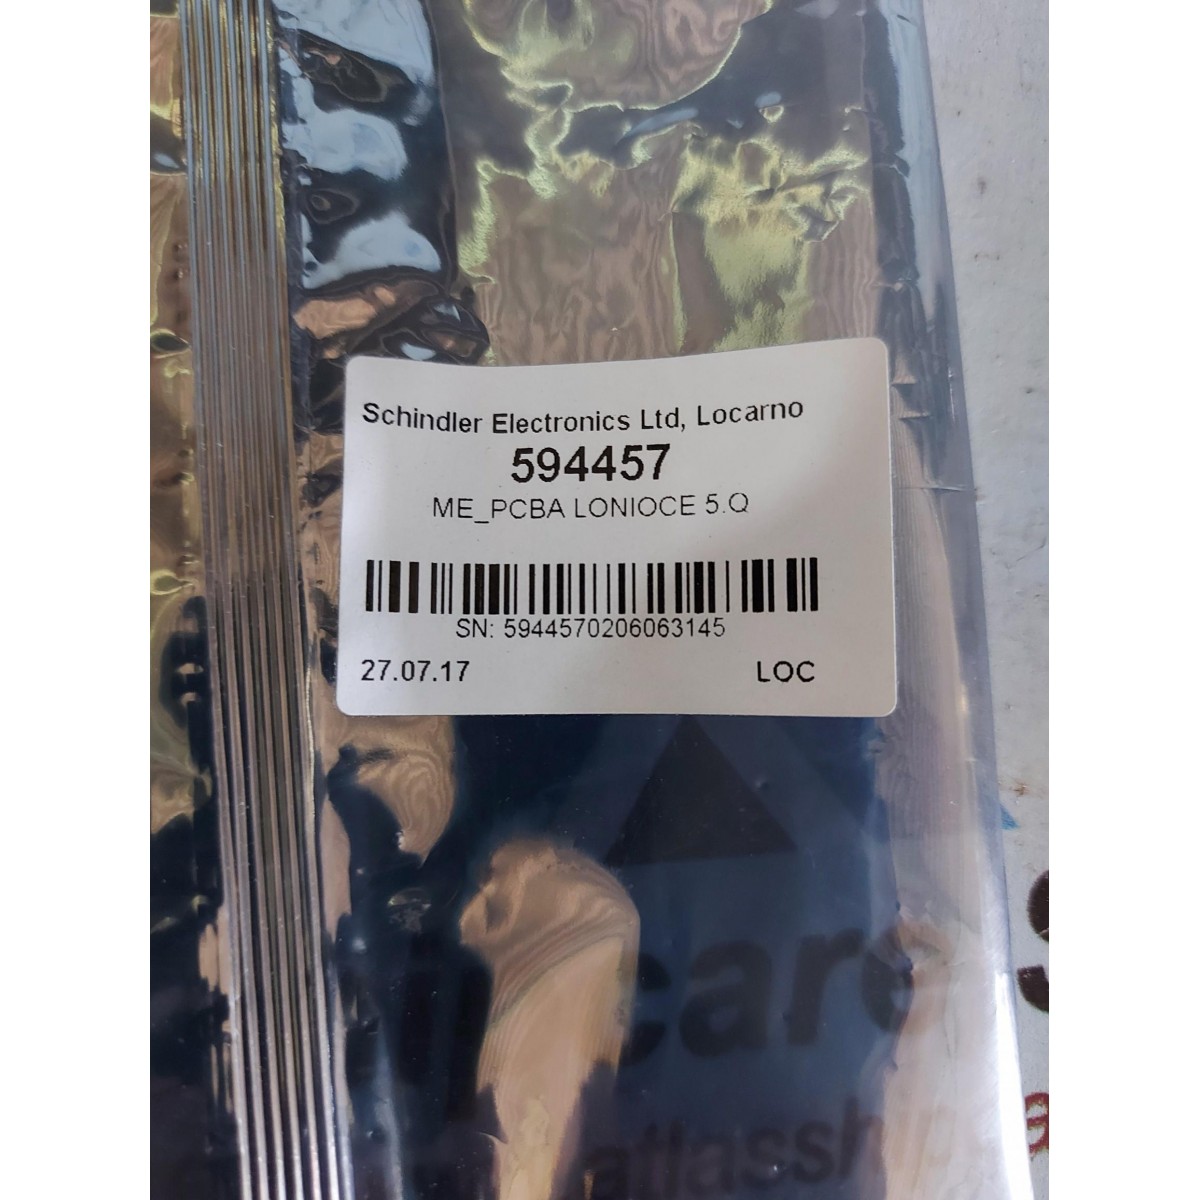 Schindler Electronics Ltd, Locarno
594457
ME_PCBA LONIOCE 5.Q
SN: 5944570206063145
27.07.17 LOC